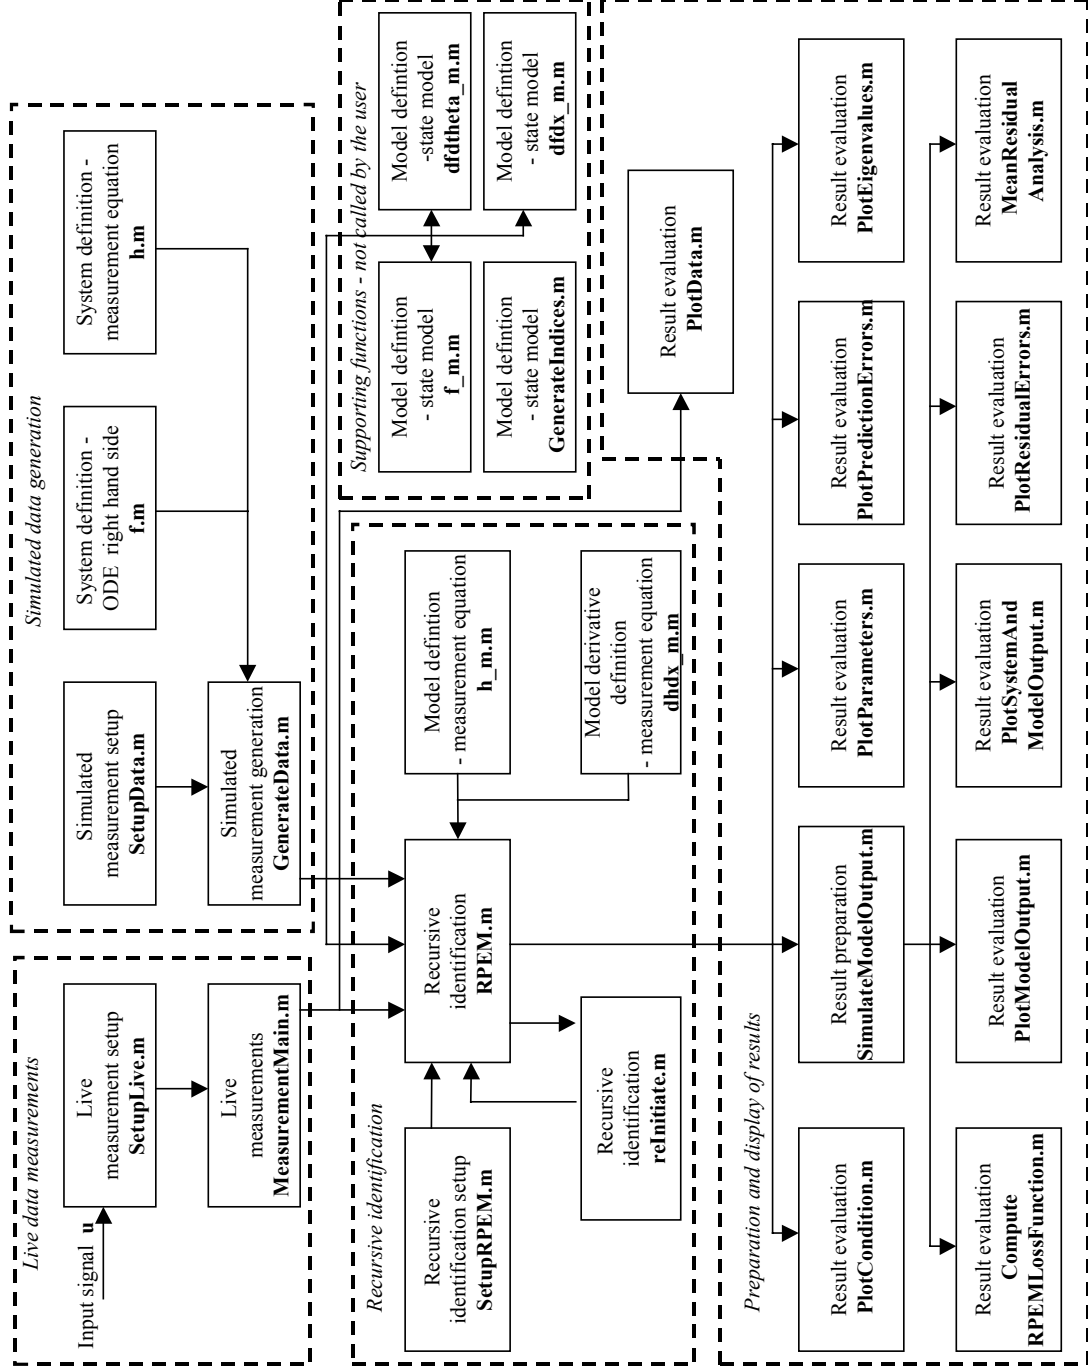 Live data measurements
Input signal u
Live
measurement setup
SetupLive.m
Live
measurements
MeasurementMain.m
Simulated data generation
Simulated
measurement setup
SetupData.m
System definition -
ODE right hand side
f.m
System definition -
measurement equation
h.m
Simulated
measurement generation
GenerateData.m
Recursive identification
Recursive
identification setup
SetupRPEM.m
Recursive
identification
RPEM.m
Recursive
identification
reInitiate.m
Model defintion
- measurement equation
h_m.m
Model derivative
definition
- measurement equation
dhdx_m.m
Supporting functions - not called by the user
Model defintion
- state model
f_m.m
Model defintion
-state model
dfdtheta_m.m
Model defintion
- state model
GenerateIndices.m
Model defintion
- state model
dfdx_m.m
Result evaluation
PlotData.m
Preparation and display of results
Result evaluation
PlotCondition.m
Result preparation
SimulateModelOutput.m
Result evaluation
PlotParameters.m
Result evaluation
PlotPredictionErrors.m
Result evaluation
PlotEigenvalues.m
Result evaluation
Compute
RPEMLossFunction.m
Result evaluation
PlotModelOutput.m
Result evaluation
PlotSystemAnd
ModelOutput.m
Result evaluation
PlotResidualErrors.m
Result evaluation
MeanResidual
Analysis.m